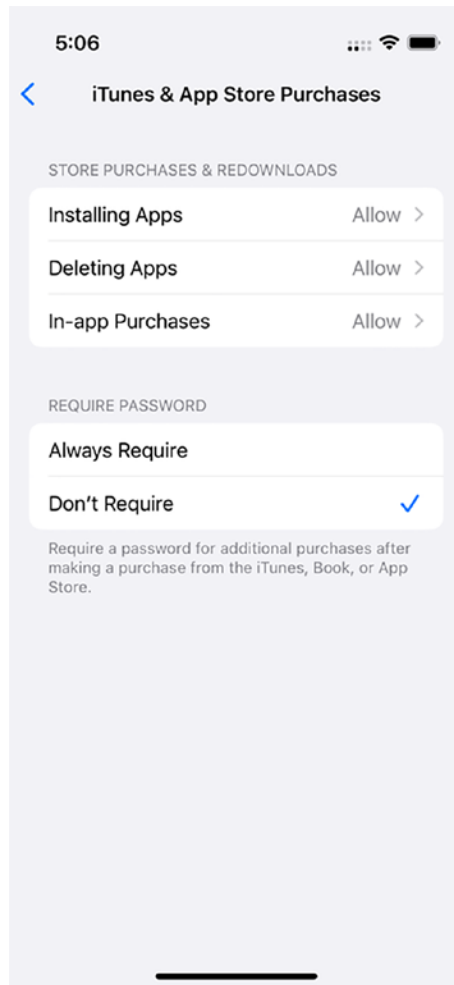 5:06
iTunes & App Store Purchases
STORE PURCHASES & REDOWNLOADS
Installing Apps Allow
Deleting Apps Allow
In-app Purchases Allow
REQUIRE PASSWORD
Always Require
Don't Require
Require a password for additional purchases after
making a purchase from the iTunes, Book, or App
Store.